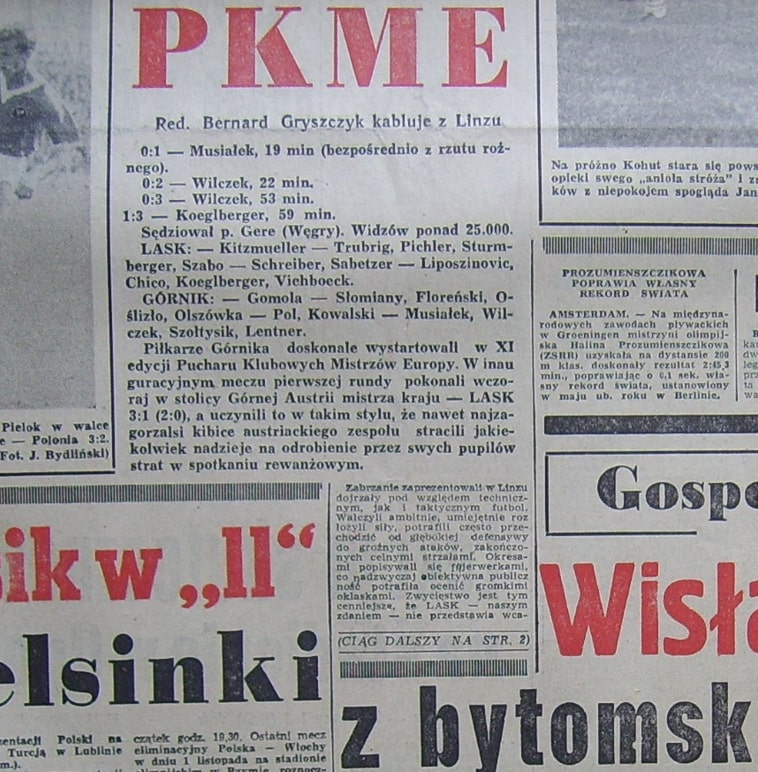 PKME
Red. Bernard Gryszczyk kabluje z Linzu
0:1 — Musiałek, 19 min (bezpośrednio z rzutu roż-
nego).
0:2 — Wilczek, 22 min.
0:3 — Wilczek, 53 min.
1:3 — Koeglberger, 59 min.
Sędziował p. Gere (Węgry). Widzów ponad 25.000.
LASK: — Kitzmueller — Trubrig, Pichler, Sturm-
berger, Szabo — Schreiber, Sabetzer — Liposzinovic,
Chico, Koeglberger, Viehboeck.
GÓRNIK: — Gomola — Słomiany, Floreński, O-
ślizło, Olszówka — Pol, Kowalski — Musiałek, Wil-
czek, Szołtysik, Lentner.
Piłkarze Górnika doskonale wystartowali w XI
edycji Pucharu Klubowych Mistrzów Europy. W inau
guracyjnym meczu pierwszej rundy pokonali wczo-
raj w stolicy Górnej Austrii mistrza kraju — LASK
3:1 (2:0), a uczynili to w takim stylu, że nawet najza-
gorzalsi kibice austriackiego zespołu stracili jakie-
kolwiek nadzieje na odrobienie przez swych pupilów
strat w spotkaniu rewanżowym.
Zabrzanie zaprezentowali w Linzu
dojrzały pod względem technicz-
nym, jak i taktycznym futbol.
Walczyli ambitnie, umiejętnie roz
łożyli siły, potrafili często prze-
chodzić od głębokiej defensywy
do groźnych ataków, zakończo-
nych celnymi strzałami. Okresa-
mi popisywali się fajerwerkami,
co nadzwyczaj obiektywna publicz
ność potrafiła ocenić gromkimi
oklaskami. Zwycięstwo jest tym
cenniejsze, że LASK — naszym
zdaniem — nie przedstawia wca-
(CIĄG DALSZY NA STR. 2)
Pielok w walce
e — Polonia 3:2.
Fot. J. Rydliński)
sik w „11“
elsinki
zentacji Polski na
Turcją w Lublinie
m.).
czątek godz. 19,30. Ostatni mecz
eliminacyjny Polska — Włochy
w dniu 1 listopada na stadionie
Na próżno Kohut stara się pows
opieki swego „anioła stróża” i z
ków z niepokojem spogląda Jan
PROZUMIENSZCZIKOWA
POPRAWIA WŁASNY
REKORD ŚWIATA
AMSTERDAM. — Na międzyna-
rodowych zawodach pływackich
w Groeningen mistrzyni olimpij-
ska Halina Prozumienszczikowa
(ZSRR) uzyskała na dystansie 200
m klas. doskonały rezultat 2:45,3
min., poprawiając o 0,1 sek. wła-
sny rekord świata, ustanowiony
w maju ub. roku w Berlinie.
Gospo
Wisła
z bytomsk